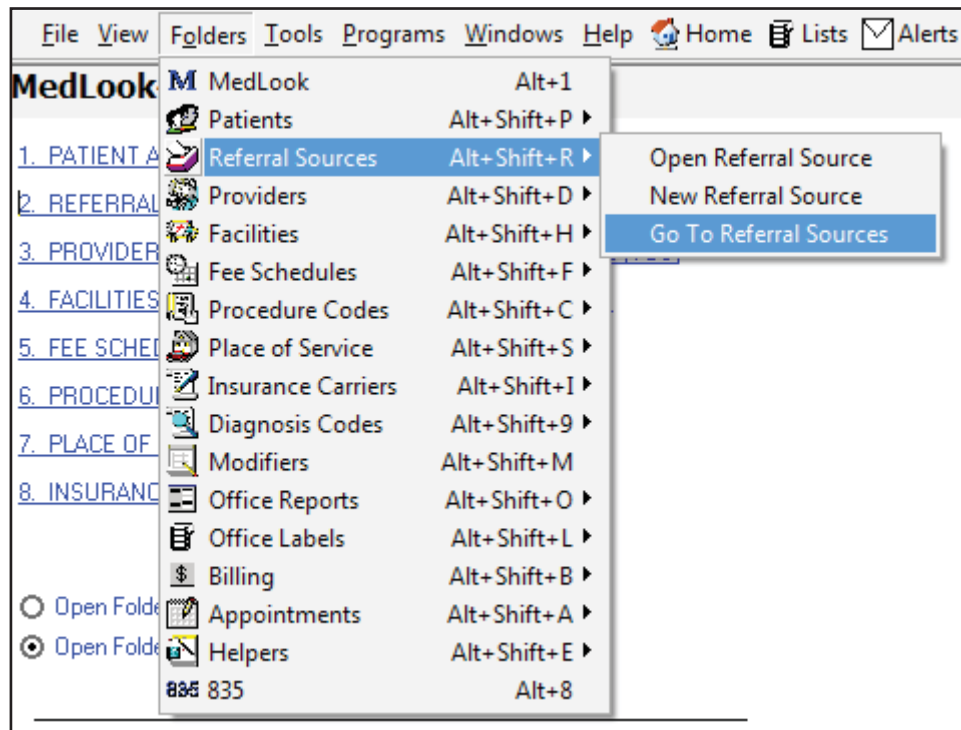 File View Folders Tools Programs Windows Help Home Lists Alerts
MedLook
MedLook Alt+1
Patients Alt+Shift+P
1. PATIENT
Referral Sources Alt+Shift+R
Open Referral Source
2. REFERRAL
Providers Alt+Shift+D
New Referral Source
3. PROVIDER
Facilities Alt+Shift+H
Go To Referral Sources
4. FACILITIES
Fee Schedules Alt+Shift+F
Procedure Codes Alt+Shift+C
5. FEE
Place of Service Alt+Shift+S
6.
Insurance Carriers Alt+Shift+I
Diagnosis Codes Alt+Shift+9
7. PLACE OF
Modifiers Alt+Shift+M
8.
Office Reports Alt+Shift+O
Office Labels Alt+Shift+L
$ Billing Alt+Shift+B
Open
Appointments Alt+Shift+A
Open
Helpers Alt+Shift+E
835 835 Alt+8